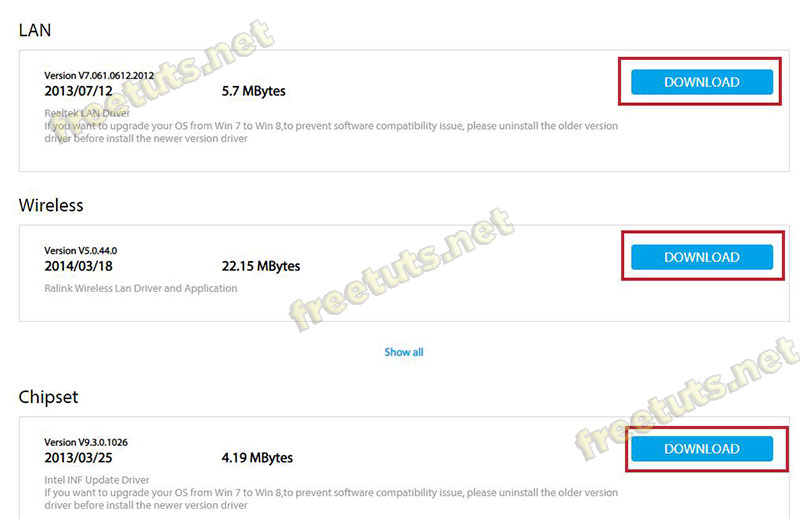 LAN
Version V7.061.0612.2012
2013/07/12 5.7 MBytes
DOWNLOAD
Realtek LAN Driver
If you want to upgrade your OS from Win 7 to Win 8,to prevent software compatibility issue, please uninstall the older version
driver before install the newer version driver
freetuts.net
Wireless
Version V5.0.44.0
2014/03/18 22.15 MBytes
DOWNLOAD
Ralink Wireless Lan Driver and Application
freetuts.net
Show all
Chipset
Version V9.3.0.1026
2013/03/25 4.19 MBytes
DOWNLOAD
freetuts.net
Intel INF Update Driver
If you want to upgrade your OS from Win 7 to Win 8,to prevent software compatibility issue, please uninstall the older version
driver before install the newer version driver